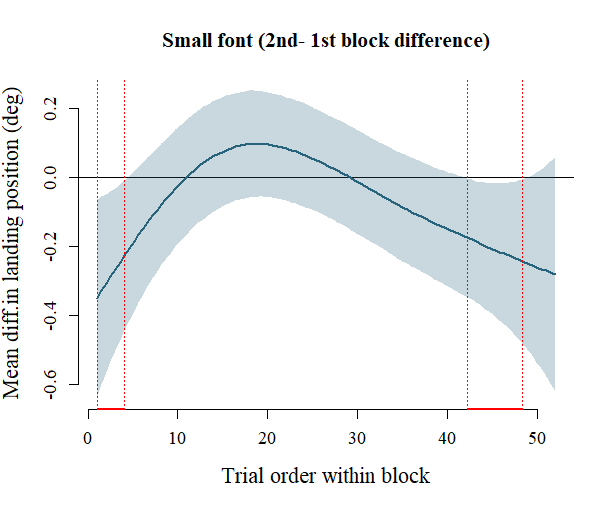 Small font (2nd- 1st block difference)
Mean diff.in landing position (deg)
0.2
0.0
-0.2
-0.4
-0.6
0 10 20 30 40 50
Trial order within block